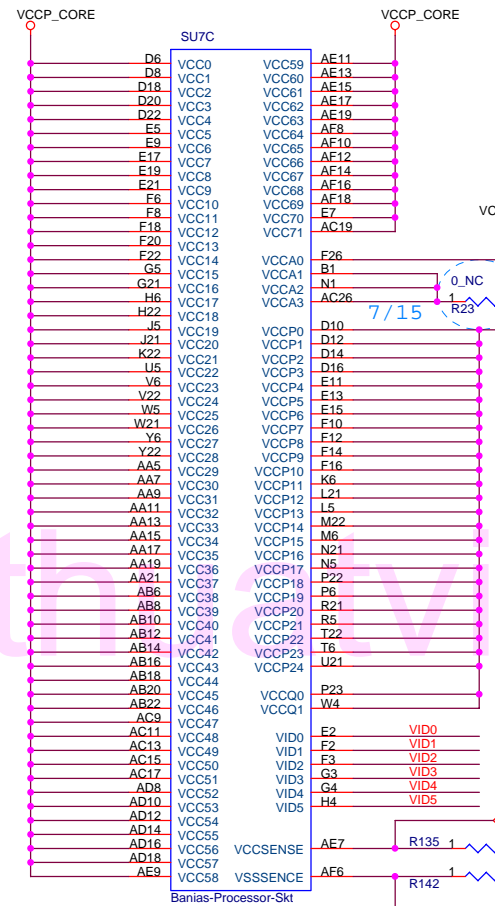 VCCP_CORE VCCP_CORE
SU7C
D6 VCC0 VCC59 AE11
D8 VCC1 VCC60 AE13
D18 VCC2 VCC61 AE15
D20 VCC3 VCC62 AE17
D22 VCC4 VCC63 AE19
E5 VCC5 VCC64 AF8
E9 VCC6 VCC65 AF10
E17 VCC7 VCC66 AF12
E19 VCC8 VCC67 AF14
E21 VCC9 VCC68 AF16
F6 VCC10 VCC69 AF18
F8 VCC11 VCC70 E7
F18 VCC12 VCC71 AC19
F20 VCC13
F22 VCC14 VCCA0 F26
G5 VCC15 VCCA1 B1
G21 VCC16 VCCA2 N1 0_NC
H6 VCC17 VCCA3 AC26 1 R23
H22 VCC18 7/15
J5 VCC19 VCCP0 D10
J21 VCC20 VCCP1 D12
K22 VCC21 VCCP2 D14
U5 VCC22 VCCP3 D16
V6 VCC23 VCCP4 E11
V22 VCC24 VCCP5 E13
W5 VCC25 VCCP6 E15
W21 VCC26 VCCP7 F10
Y6 VCC27 VCCP8 F12
Y22 VCC28 VCCP9 F14
AA5 VCC29 VCCP10 F16
AA7 VCC30 VCCP11 K6
AA9 VCC31 VCCP12 L21
AA11 VCC32 VCCP13 L5
AA13 VCC33 VCCP14 M22
AA15 VCC34 VCCP15 M6
AA17 VCC35 VCCP16 N21
AA19 VCC36 VCCP17 N5
AA21 VCC37 VCCP18 P22
AB6 VCC38 VCCP19 P6
AB8 VCC39 VCCP20 R21
AB10 VCC40 VCCP21 R5
AB12 VCC41 VCCP22 T22
AB14 VCC42 VCCP23 T6
AB16 VCC43 VCCP24 U21
AB18 VCC44
AB20 VCC45 VCCQ0 P23
AB22 VCC46 VCCQ1 W4
AC9 VCC47
AC11 VCC48 VID0 E2 VID0
AC13 VCC49 VID1 F2 VID1
AC15 VCC50 VID2 F3 VID2
AC17 VCC51 VID3 G3 VID3
AD8 VCC52 VID4 G4 VID4
AD10 VCC53 VID5 H4 VID5
AD12 VCC54
AD14 VCC55
AD16 VCC56 VCCSENSE AE7 R135 1
AD18 VCC57
AE9 VCC58 VSSSENCE AF6 R142 1
Banias-Processor-Skt